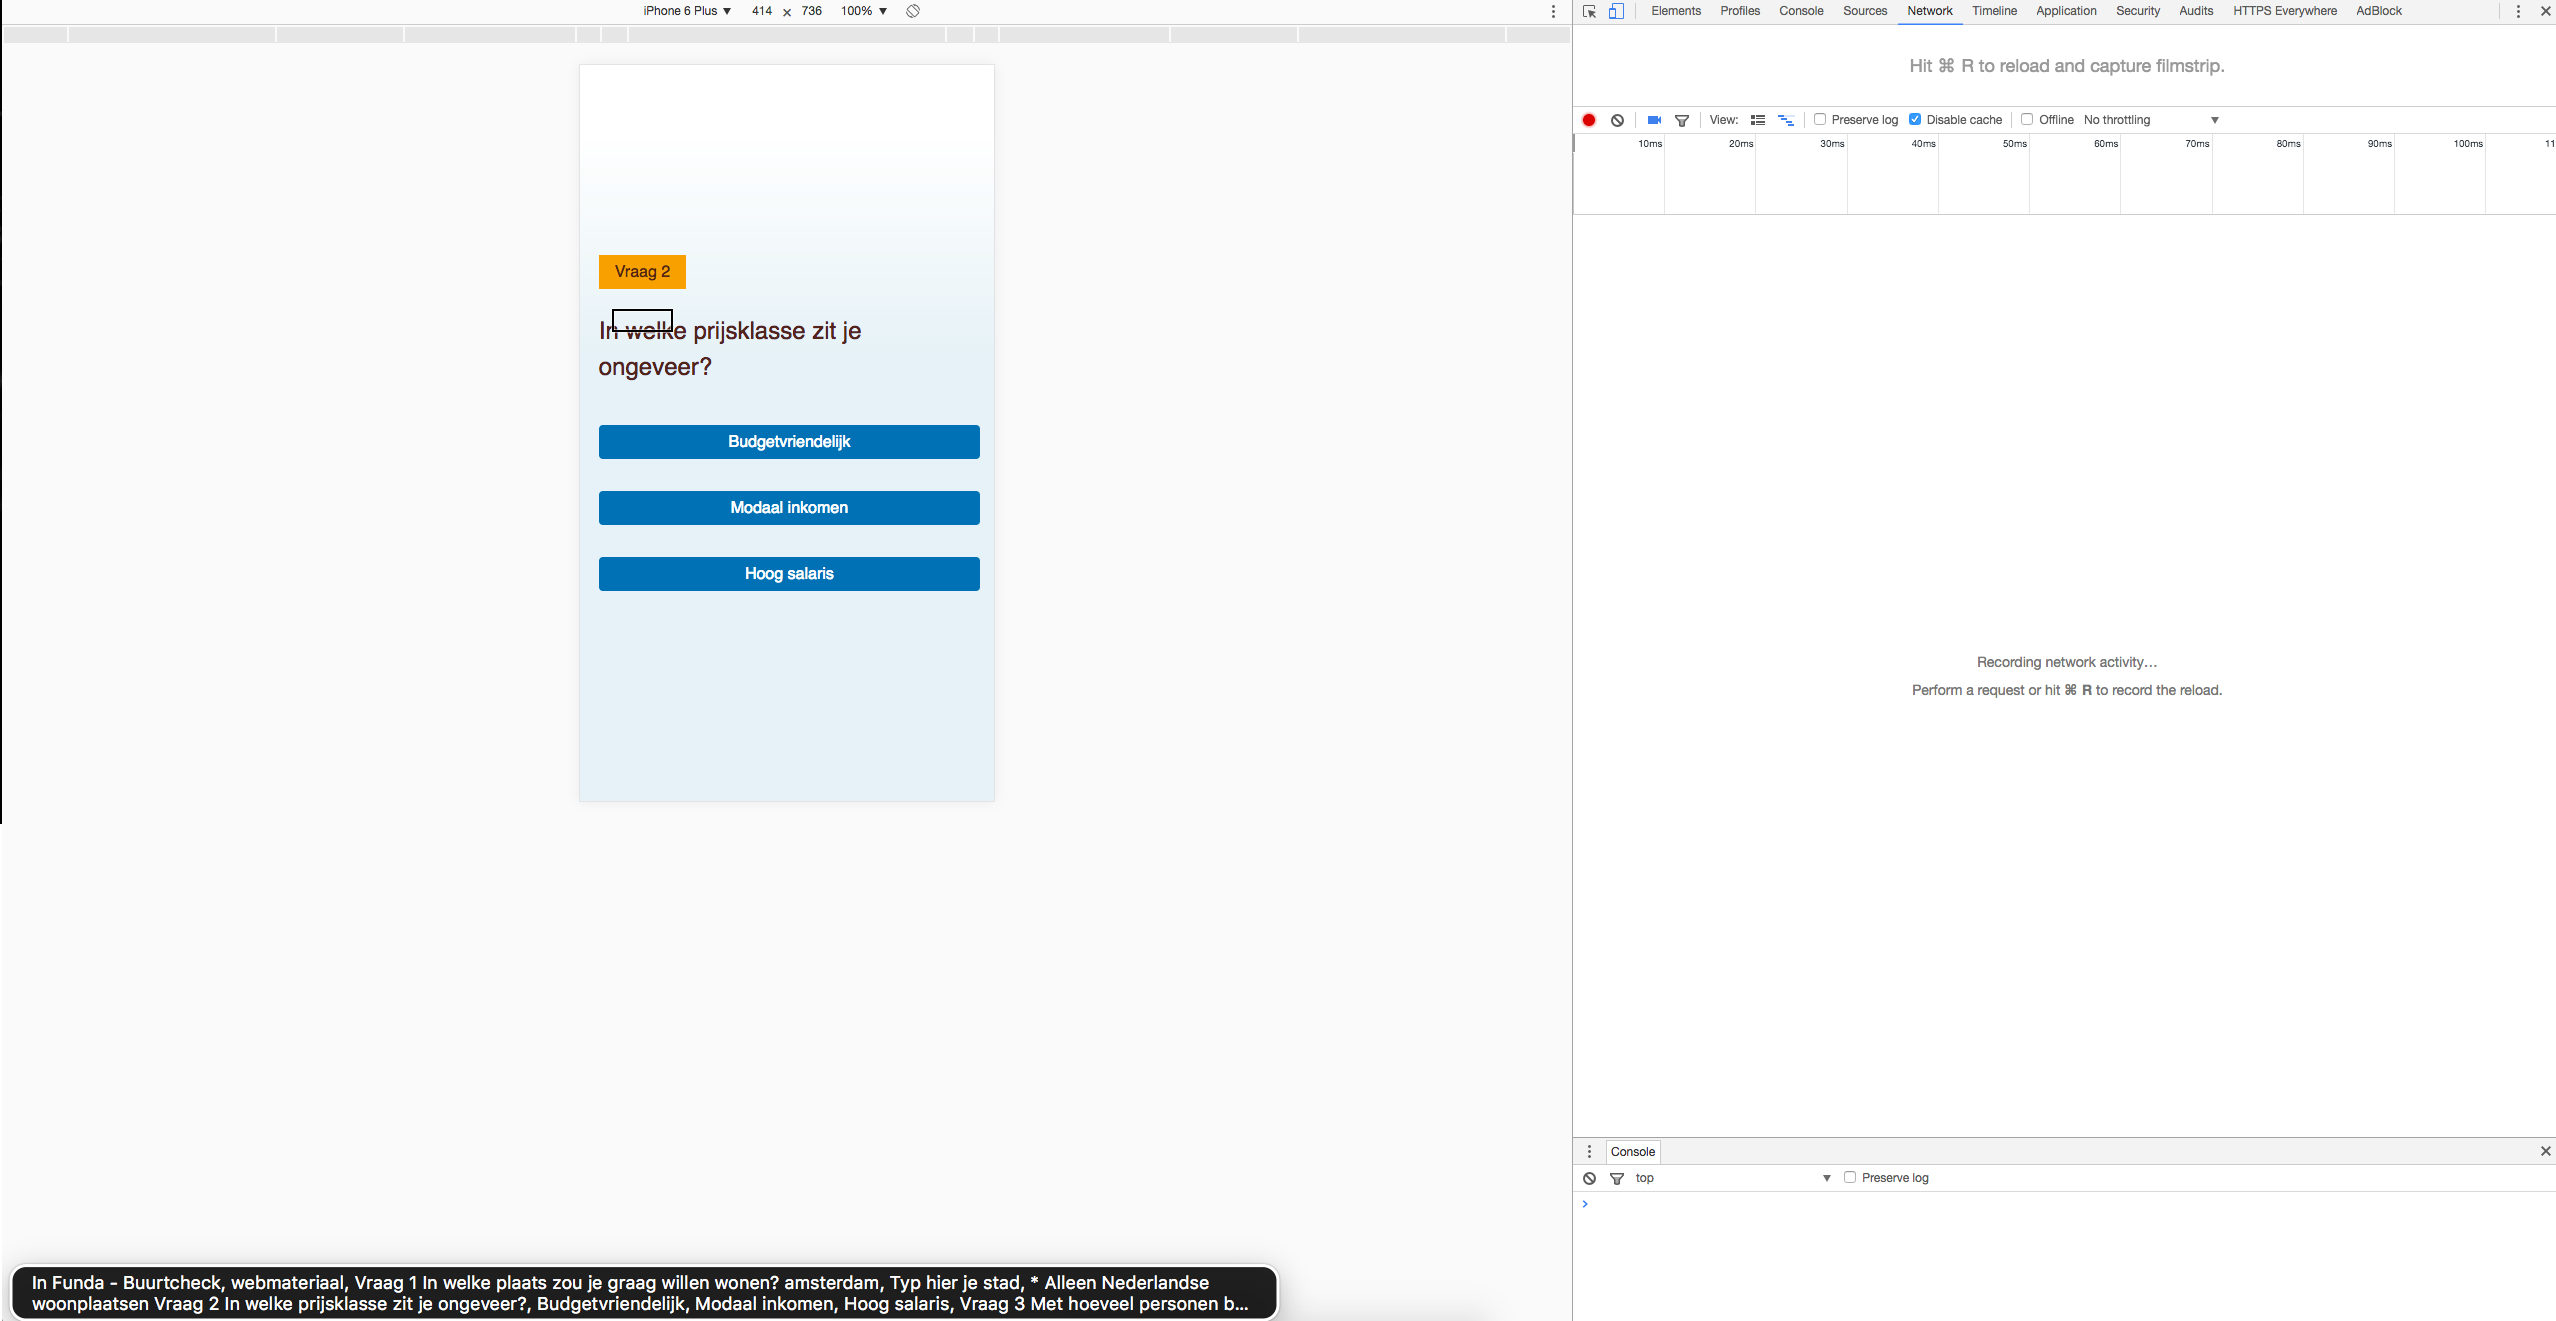 iPhone 6 Plus ▼ 414 × 736 100% ▼
Elements Profiles Console Sources Network Timeline Application Security Audits HTTPS Everywhere AdBlock
Hit ⌘ R to reload and capture filmstrip.
View: Preserve log Disable cache Offline No throttling ▼
10ms 20ms 30ms 40ms 50ms 60ms 70ms 80ms 90ms 100ms 11
Vraag 2
In welke prijsklasse zit je
ongeveer?
Budgetvriendelijk
Modaal inkomen
Hoog salaris
Recording network activity…
Perform a request or hit ⌘ R to record the reload.
Console
top ▼ Preserve log
In Funda - Buurtcheck, webmateriaal, Vraag 1 In welke plaats zou je graag willen wonen? amsterdam, Typ hier je stad, * Alleen Nederlandse
woonplaatsen Vraag 2 In welke prijsklasse zit je ongeveer?, Budgetvriendelijk, Modaal inkomen, Hoog salaris, Vraag 3 Met hoeveel personen b...